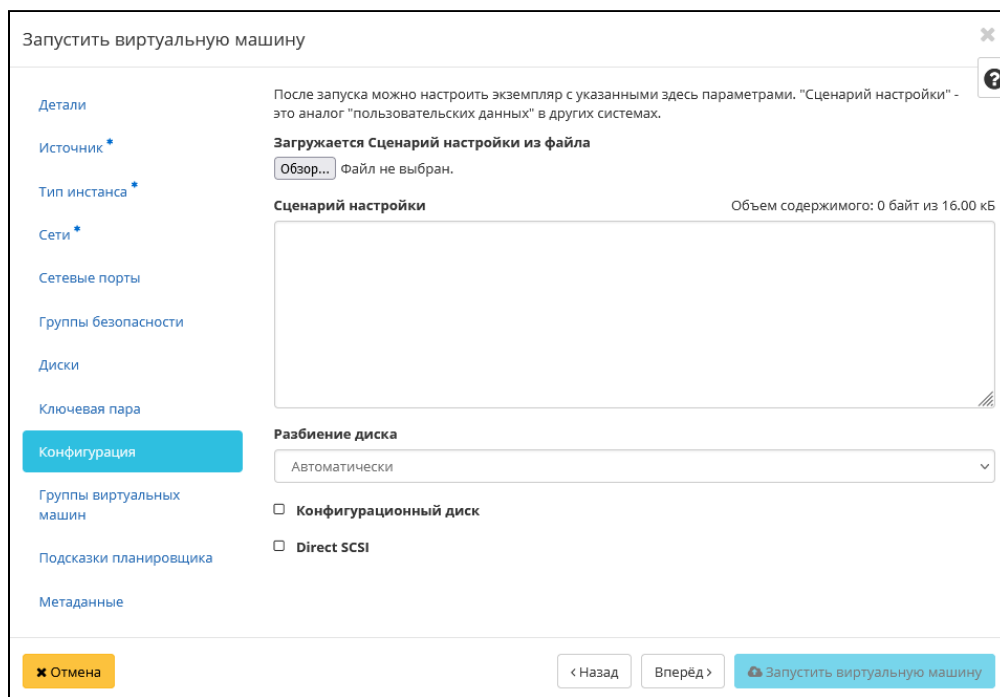 Запустить виртуальную машину
Детали
Источник *
Тип инстанса *
Сети *
Сетевые порты
Группы безопасности
Диски
Ключевая пара
Конфигурация
Группы виртуальных
машин
Подсказки планировщика
Метаданные
После запуска можно настроить экземпляр с указанными здесь параметрами. "Сценарий настройки" -
это аналог "пользовательских данных" в других системах.
Загружается Сценарий настройки из файла
Обзор... Файл не выбран.
Сценарий настройки Объем содержимого: 0 байт из 16.00 кБ
Разбиение диска
Автоматически
Конфигурационный диск
Direct SCSI
Отмена
‹ Назад
Вперёд ›
Запустить виртуальную машину